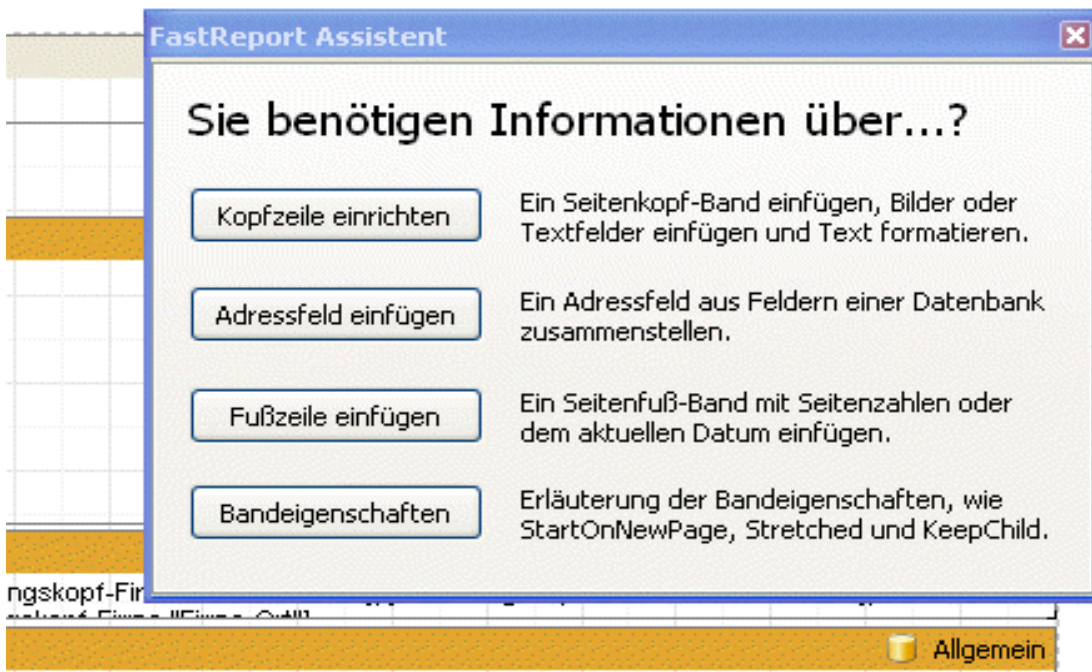 FastReport Assistent
Sie benötigen Informationen über...?
Kopfzeile einrichten
Ein Seitenkopf-Band einfügen, Bilder oder
Textfelder einfügen und Text formatieren.
Adressfeld einfügen
Ein Adressfeld aus Feldern einer Datenbank
zusammenstellen.
Fußzeile einfügen
Ein Seitenfuß-Band mit Seitenzahlen oder
dem aktuellen Datum einfügen.
Bandeigenschaften
Erläuterung der Bandeigenschaften, wie
StartOnNewPage, Stretched und KeepChild.
ngskopf-Fir
Allgemein